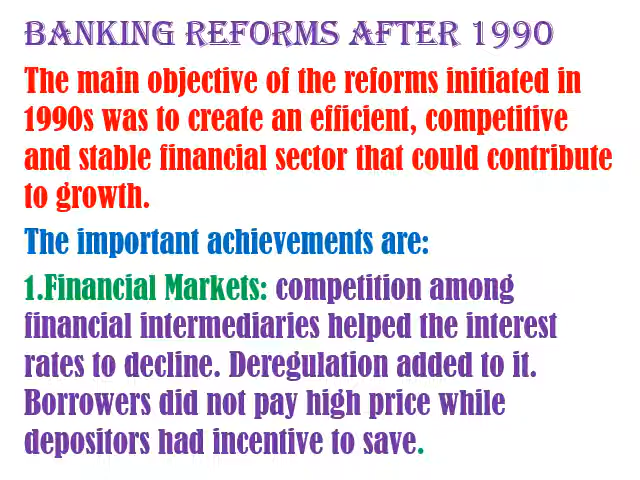 BANKING REFORMS AFTER 1990
The main objective of the reforms initiated in
1990s was to create an efficient, competitive
and stable financial sector that could contribute
to growth.
The important achievements are:
1.Financial Markets: competition among
financial intermediaries helped the interest
rates to decline. Deregulation added to it.
Borrowers did not pay high price while
depositors had incentive to save.